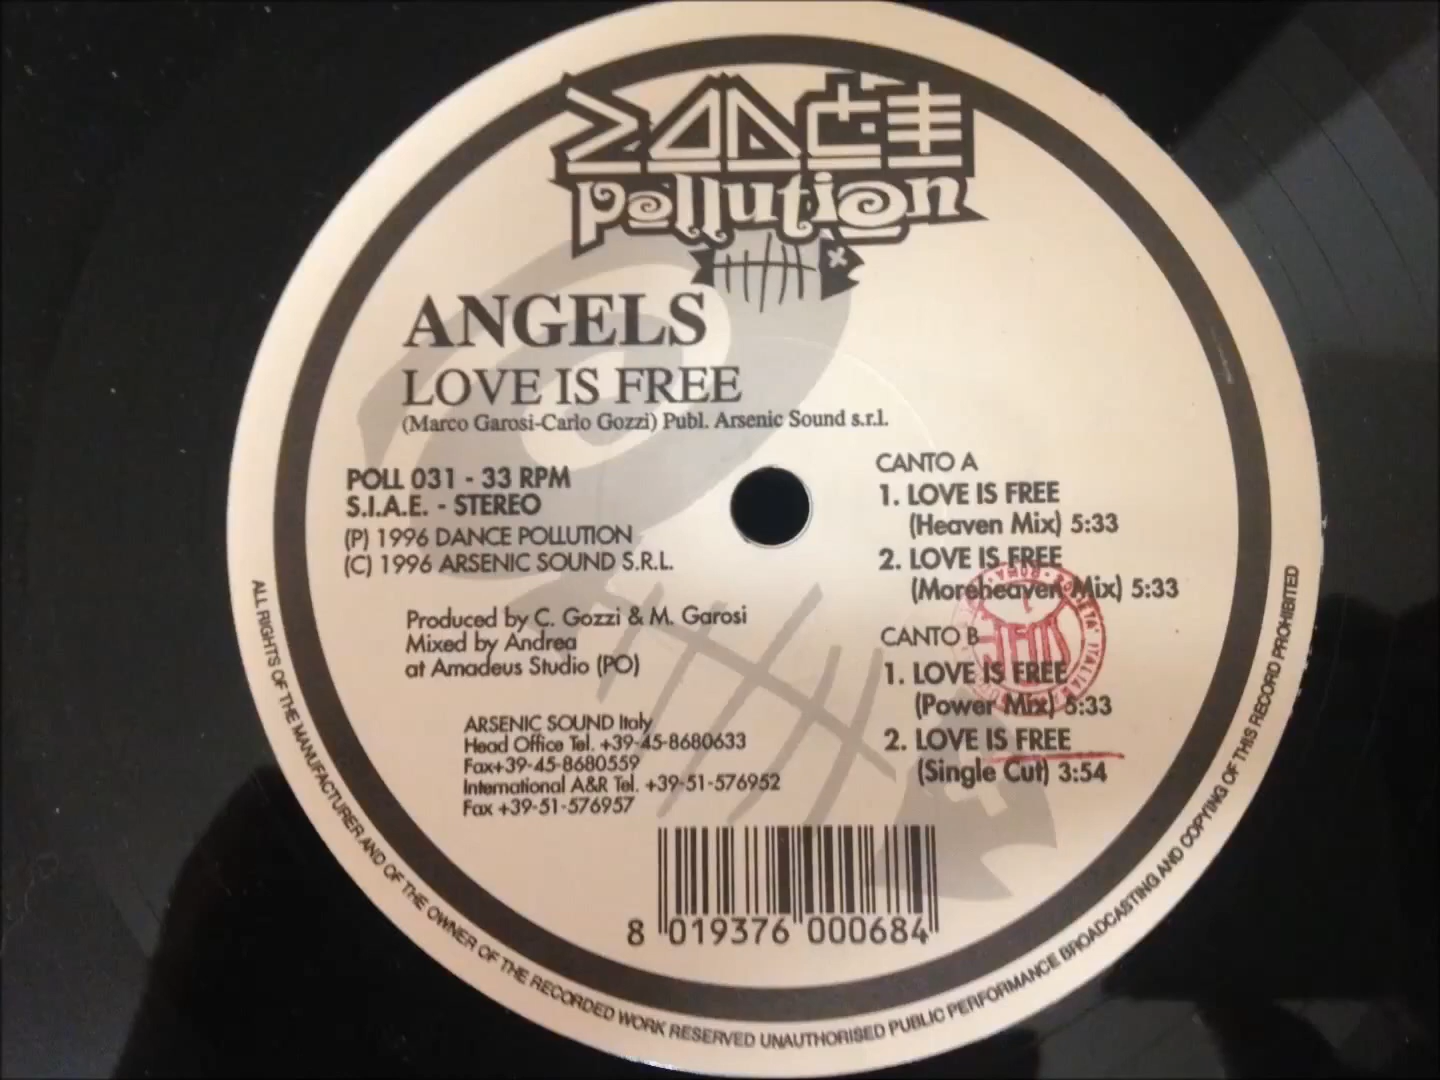 DANCE
Pollution
ANGELS
LOVE IS FREE
(Marco Garosi-Carlo Gozzi) Publ. Arsenic Sound s.r.l.
POLL 031 - 33 RPM
S.I.A.E. - STEREO
(P) 1996 DANCE POLLUTION
(C) 1996 ARSENIC SOUND S.R.L.
Produced by C. Gozzi & M. Garosi
Mixed by Andrea
at Amadeus Studio (PO)
ARSENIC SOUND Italy
Head Office Tel. +39-45-8680633
Fax+39-45-8680559
International A&R Tel. +39-51-576952
Fax +39-51-576957
CANTO A
1. LOVE IS FREE
(Heaven Mix) 5:33
2. LOVE IS FREE
(Moreheaven Mix) 5:33
CANTO B
1. LOVE IS FREE
(Power Mix) 5:33
2. LOVE IS FREE
(Single Cut) 3:54
8 019376 000684
ALL RIGHTS OF THE MANUFACTURER AND OF THE OWNER OF THE RECORDED WORK RESERVED UNAUTHORISED PUBLIC PERFORMANCE BROADCASTING AND COPYING OF THIS RECORD PROHIBITED